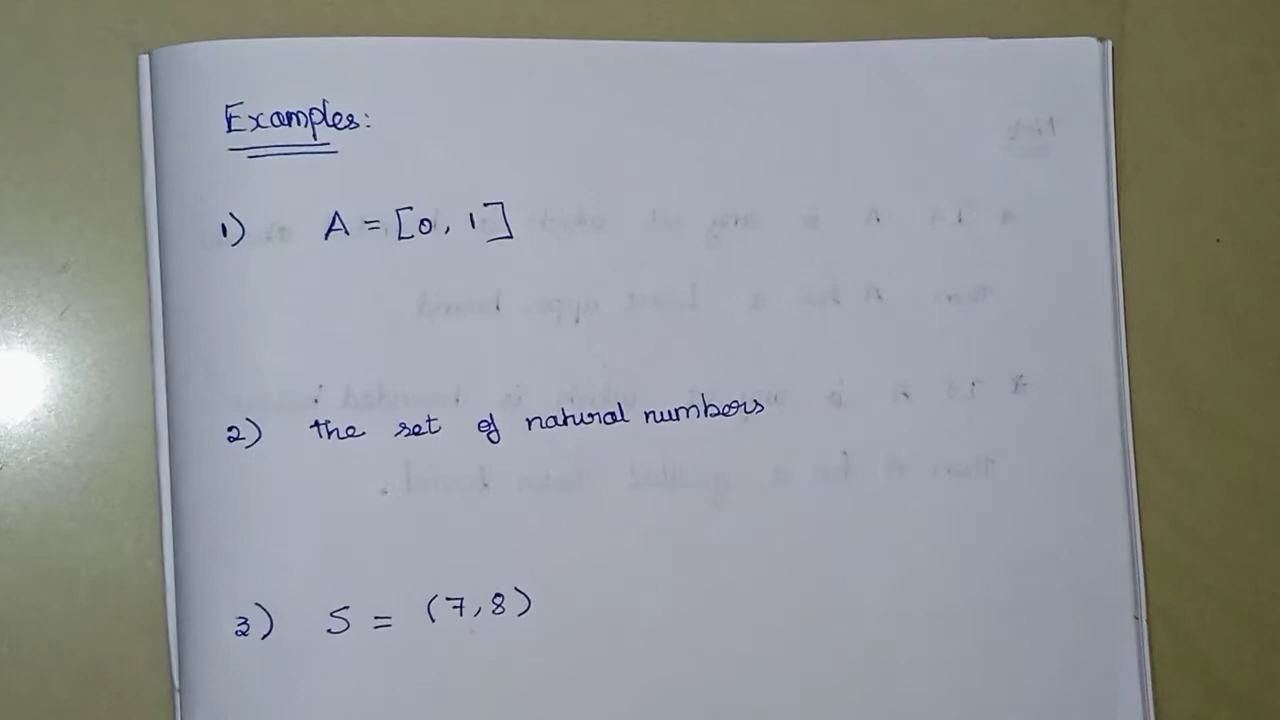 Examples:
1) A = [0, 1]
2) the set of natural numbers
3) S = (7, 8)